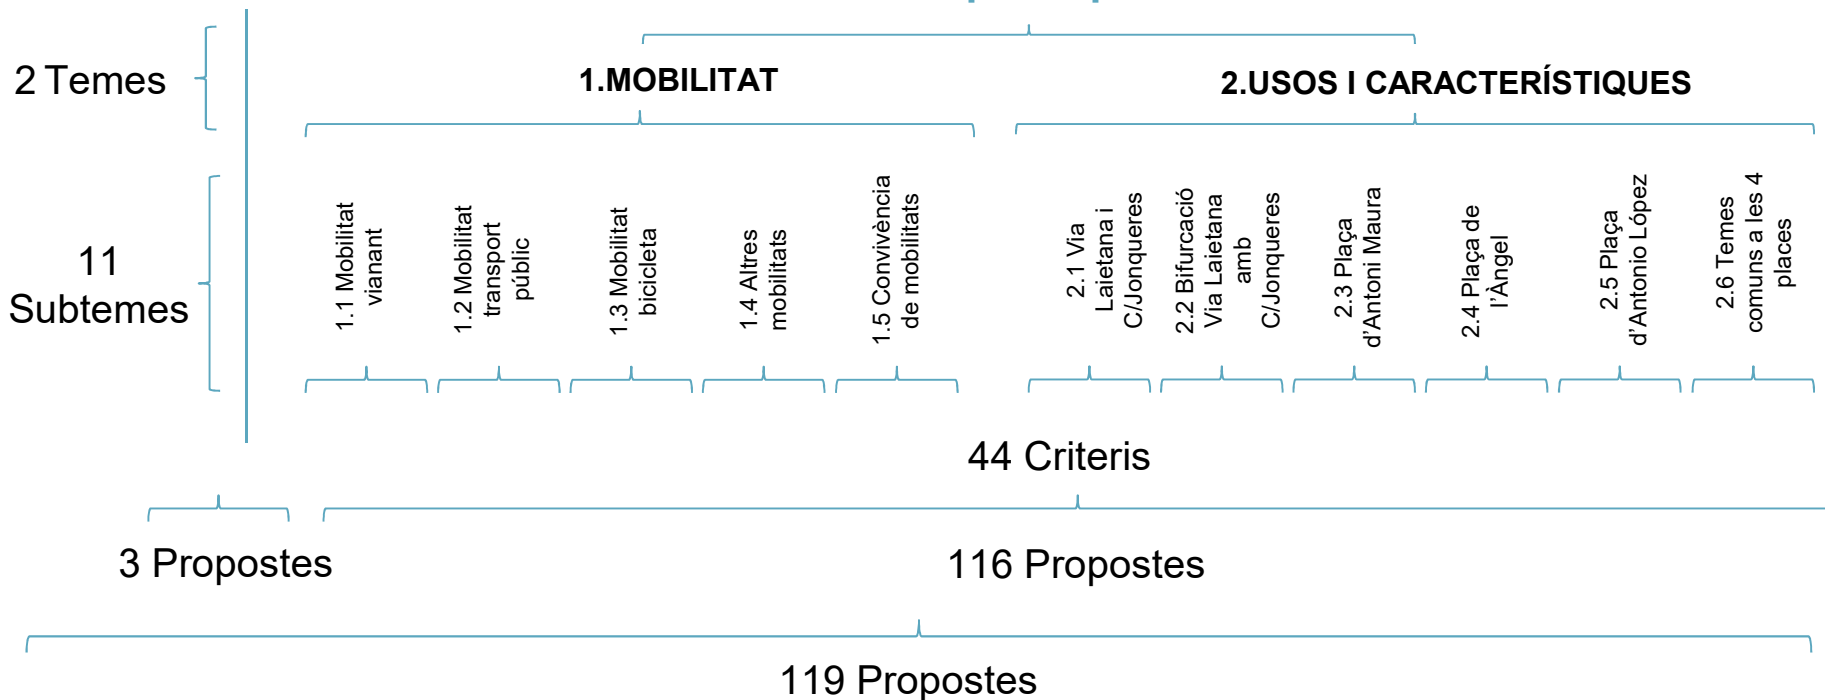 2 Temes
1.MOBILITAT
2.USOS I CARACTERÍSTIQUES
11
Subtemes
1.1 Mobilitat
vianant
1.2 Mobilitat
transport
públic
1.3 Mobilitat
bicicleta
1.4 Altres
mobilitats
1.5 Convivència
de mobilitats
2.1 Via
Laietana i
C/Jonqueres
2.2 Bifurcació
Via Laietana
amb
C/Jonqueres
2.3 Plaça
d'Antoni Maura
2.4 Plaça de
l'Àngel
2.5 Plaça
d'Antonio López
2.6 Temes
comuns a les 4
places
44 Criteris
3 Propostes
116 Propostes
119 Propostes